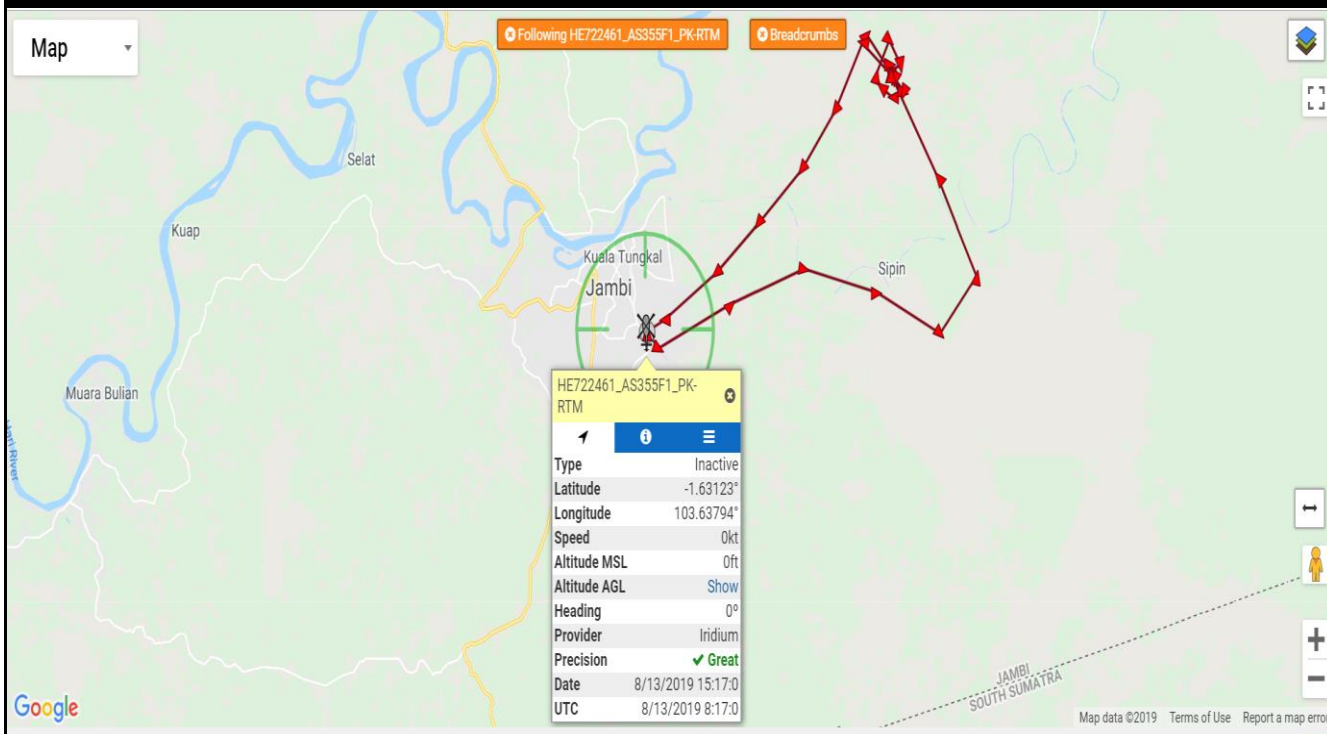 Map
Following HE722461_AS355F1_PK-RTM
Breadcrumbs
Selat
Kuap
Kuala Tungkal
Jambi
Sipin
Muara Bulian
HE722461_AS355F1_PK-
RTM
Type Inactive
Latitude -1.63123°
Longitude 103.63794°
Speed 0kt
Altitude MSL 0ft
Altitude AGL Show
Heading 0°
Provider Iridium
Precision ✓ Great
Date 8/13/2019 15:17:0
UTC 8/13/2019 8:17:0
JAMBI
SOUTH SUMATRA
Google
Map data ©2019 Terms of Use Report a map error